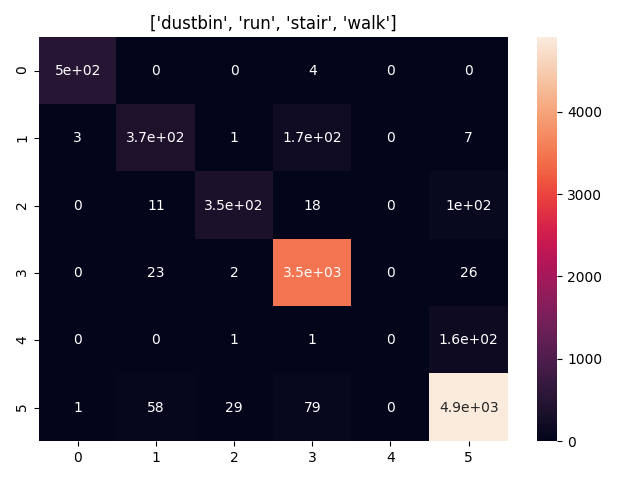 ['dustbin', 'run', 'stair', 'walk']
0 5e+02 0 0 4 0 0
1 3 3.7e+02 1 1.7e+02 0 7
2 0 11 3.5e+02 18 0 1e+02
3 0 23 2 3.5e+03 0 26
4 0 0 1 1 0 1.6e+02
5 1 58 29 79 0 4.9e+03
0 1 2 3 4 5
4000
3000
2000
1000
0